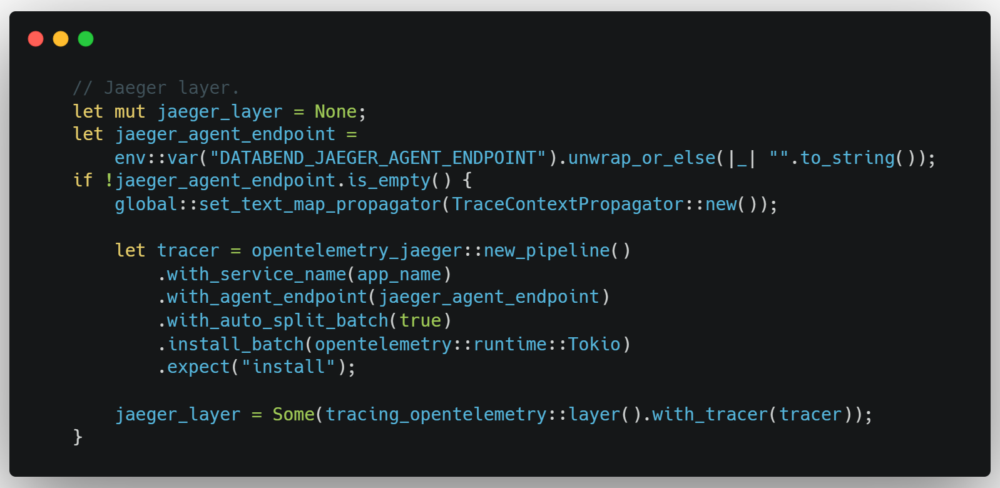 // Jaeger layer.
let mut jaeger_layer = None;
let jaeger_agent_endpoint =
    env::var("DATABEND_JAEGER_AGENT_ENDPOINT").unwrap_or_else(|_| "".to_string());
if !jaeger_agent_endpoint.is_empty() {
    global::set_text_map_propagator(TraceContextPropagator::new());

    let tracer = opentelemetry_jaeger::new_pipeline()
        .with_service_name(app_name)
        .with_agent_endpoint(jaeger_agent_endpoint)
        .with_auto_split_batch(true)
        .install_batch(opentelemetry::runtime::Tokio)
        .expect("install");

    jaeger_layer = Some(tracing_opentelemetry::layer().with_tracer(tracer));
}